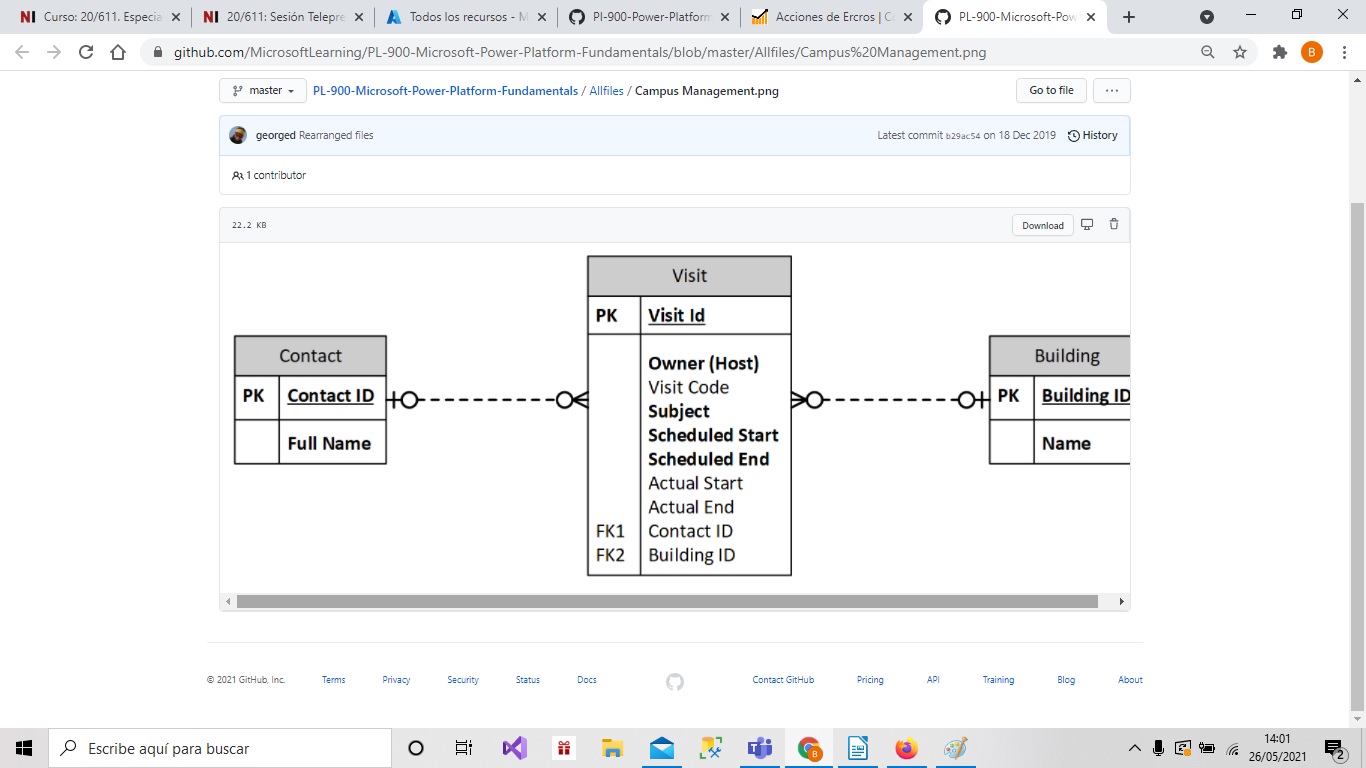 NI Curso: 20/611. Especia
NI 20/611: Sesión Telepre
Todos los recursos - M
PL-900-Power-Platform
Acciones de Ercros | C
PL-900-Microsoft-Pow
github.com/MicrosoftLearning/PL-900-Microsoft-Power-Platform-Fundamentals/blob/master/Allfiles/Campus%20Management.png
B
master
PL-900-Microsoft-Power-Platform-Fundamentals / Allfiles / Campus Management.png
Go to file
georged Rearranged files
Latest commit b29ac54 on 18 Dec 2019
History
1 contributor
22.2 KB
Download
Visit
PK Visit Id
Owner (Host)
Visit Code
Subject
Scheduled Start
Scheduled End
Actual Start
Actual End
FK1 Contact ID
FK2 Building ID
Contact
PK Contact ID
Full Name
Building
PK Building ID
Name
© 2021 GitHub, Inc.
Terms
Privacy
Security
Status
Docs
Contact GitHub
Pricing
API
Training
Blog
About
Escribe aquí para buscar
B
14:01
26/05/2021
2